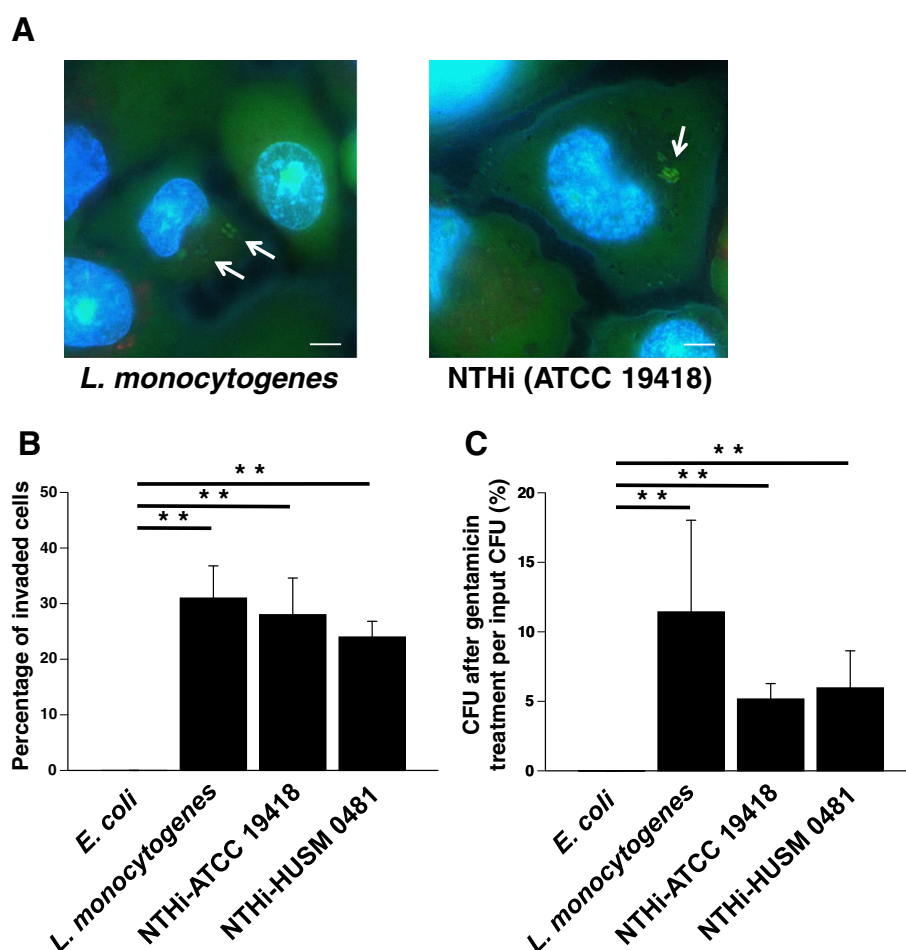 A
L. monocytogenes
NTHi (ATCC 19418)
B
Percentage of invaded cells
50
40
30
20
10
0
* *
* *
* *
E. coli
L. monocytogenes
NTHi-ATCC 19418
NTHi-HUSM 0481
C
CFU after gentamicin
treatment per input CFU (%)
20
15
10
5
0
* *
* *
* *
E. coli
L. monocytogenes
NTHi-ATCC 19418
NTHi-HUSM 0481